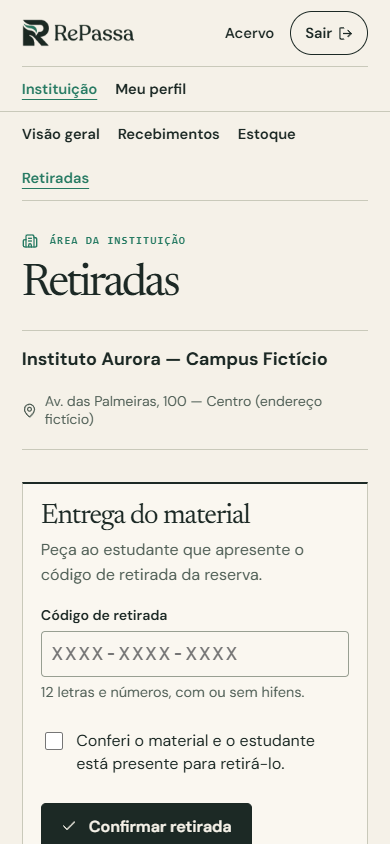 RePassa
Acervo
Sair
Instituição Meu perfil
Visão geral Recebimentos Estoque
Retiradas
ÁREA DA INSTITUIÇÃO
Retiradas
Instituto Aurora — Campus Fictício
Av. das Palmeiras, 100 — Centro (endereço
fictício)
Entrega do material
Peça ao estudante que apresente o
código de retirada da reserva.
Código de retirada
XXXX-XXXX-XXXX
12 letras e números, com ou sem hifens.
Conferi o material e o estudante
está presente para retirá-lo.
Confirmar retirada